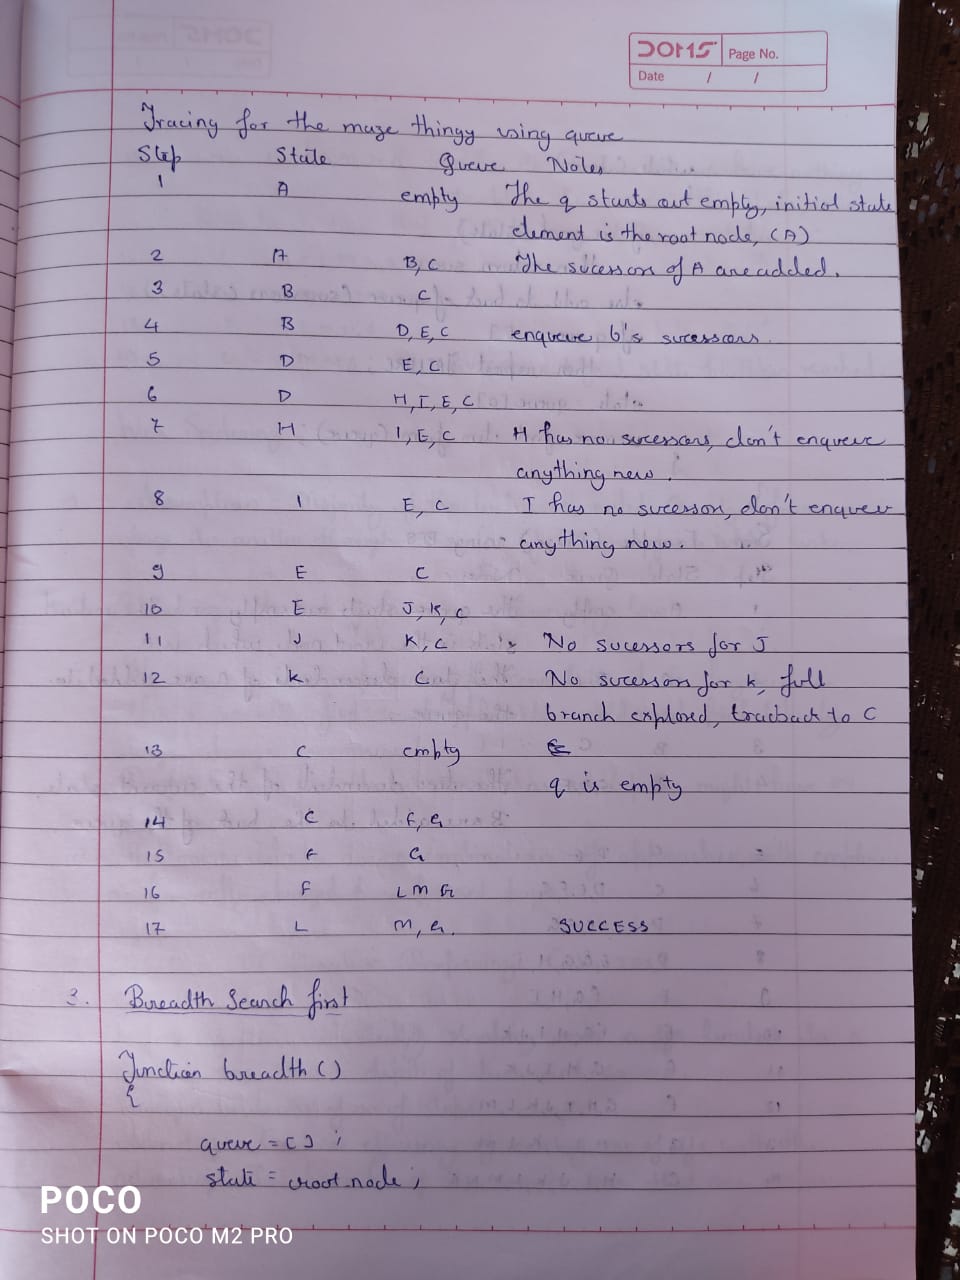 DOMS Page No.
Date / /
Tracing for the maze thingy using queue
Step State Queue Notes
1 A empty The q starts out empty, initial state
element is the root node, (A)
2 A B, C The sucessors of A are added.
3 B C
4 B D, E, C enqueue b's sucessors.
5 D E, C
6 D H, I, E, C
7 H I, E, C H has no sucessors, don't enqueue
anything new.
8 I E, C I has no sucesson, don't enqueu
anything new.
9 E C
10 E J, K, C
11 J K, C No sucessors for J
12 K C No sucessors for k, full
branch explored, tracback to C
13 C empty
q is empty
14 C F, G
15 F G
16 F L M G
17 L M, G. SUCCESS
3. Breadth Search first
Function breadth ()
{
queue = [ ] ;
state = root node ;
POCO
SHOT ON POCO M2 PRO